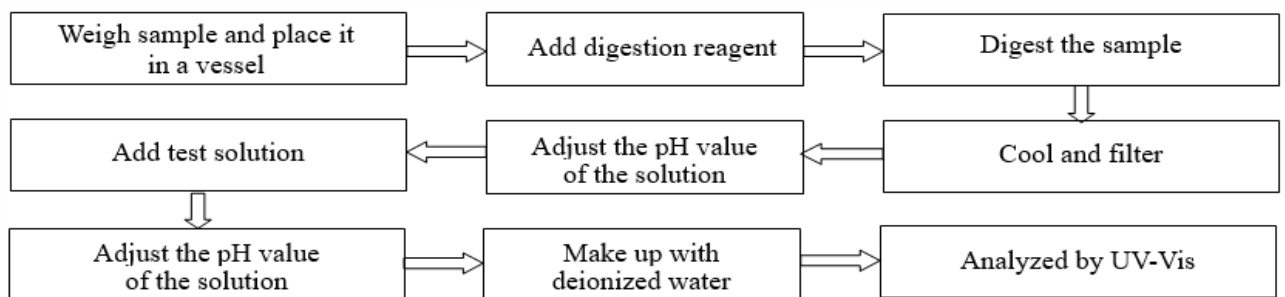 Weigh sample and place it
in a vessel
Add digestion reagent
Digest the sample
Cool and filter
Adjust the pH value
of the solution
Add test solution
Adjust the pH value
of the solution
Make up with
deionized water
Analyzed by UV-Vis